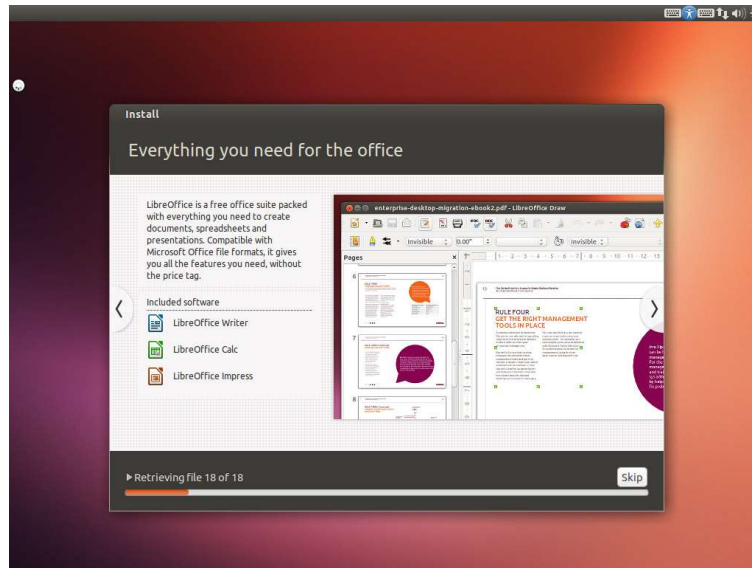 Install
Everything you need for the office
LibreOffice is a free office suite packed
with everything you need to create
documents, spreadsheets and
presentations. Compatible with
Microsoft Office file formats, it gives
you all the features you need, without
the price tag.
Included software
LibreOffice Writer
LibreOffice Calc
LibreOffice Impress
enterprise-desktop-migration-ebook2.pdf - LibreOffice Draw
Invisible
0.00"
Invisible
Pages
6
7
8
RULE FOUR
GET THE RIGHT MANAGEMENT
TOOLS IN PLACE
Retrieving file 18 of 18
Skip